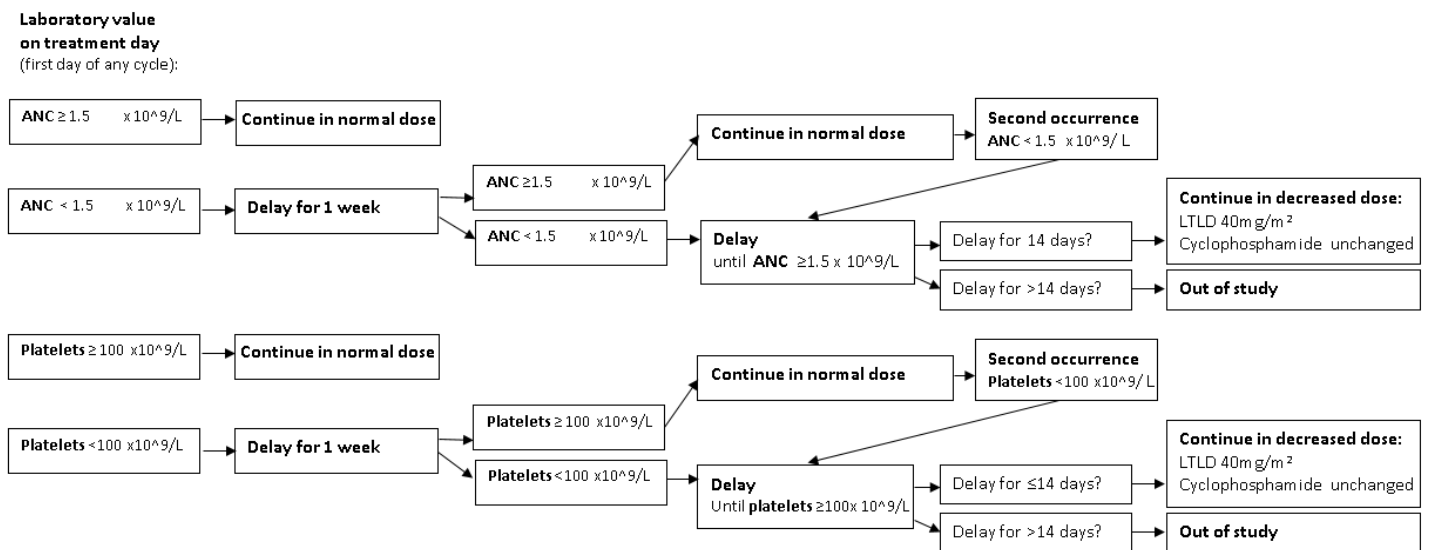 Laboratory value
on treatment day
(first day of any cycle):
ANC ≥ 1.5 x 10^9/L
Continue in normal dose
ANC < 1.5 x 10^9/L
Delay for 1 week
ANC ≥1.5 x 10^9/L
ANC < 1.5 x 10^9/L
Continue in normal dose
Second occurrence
ANC < 1.5 x 10^9/ L
Delay
until ANC ≥1.5 x 10^9/L
Delay for 14 days?
Delay for >14 days?
Continue in decreased dose:
LTLD 40mg/m²
Cyclophosphamide unchanged
Out of study
Platelets ≥ 100 x10^9/L
Continue in normal dose
Platelets <100 x10^9/L
Delay for 1 week
Platelets ≥ 100 x10^9/L
Platelets <100 x10^9/L
Continue in normal dose
Second occurrence
Platelets <100 x10^9/ L
Delay
Until platelets ≥100x 10^9/L
Delay for ≤14 days?
Delay for >14 days?
Continue in decreased dose:
LTLD 40mg/m²
Cyclophosphamide unchanged
Out of study